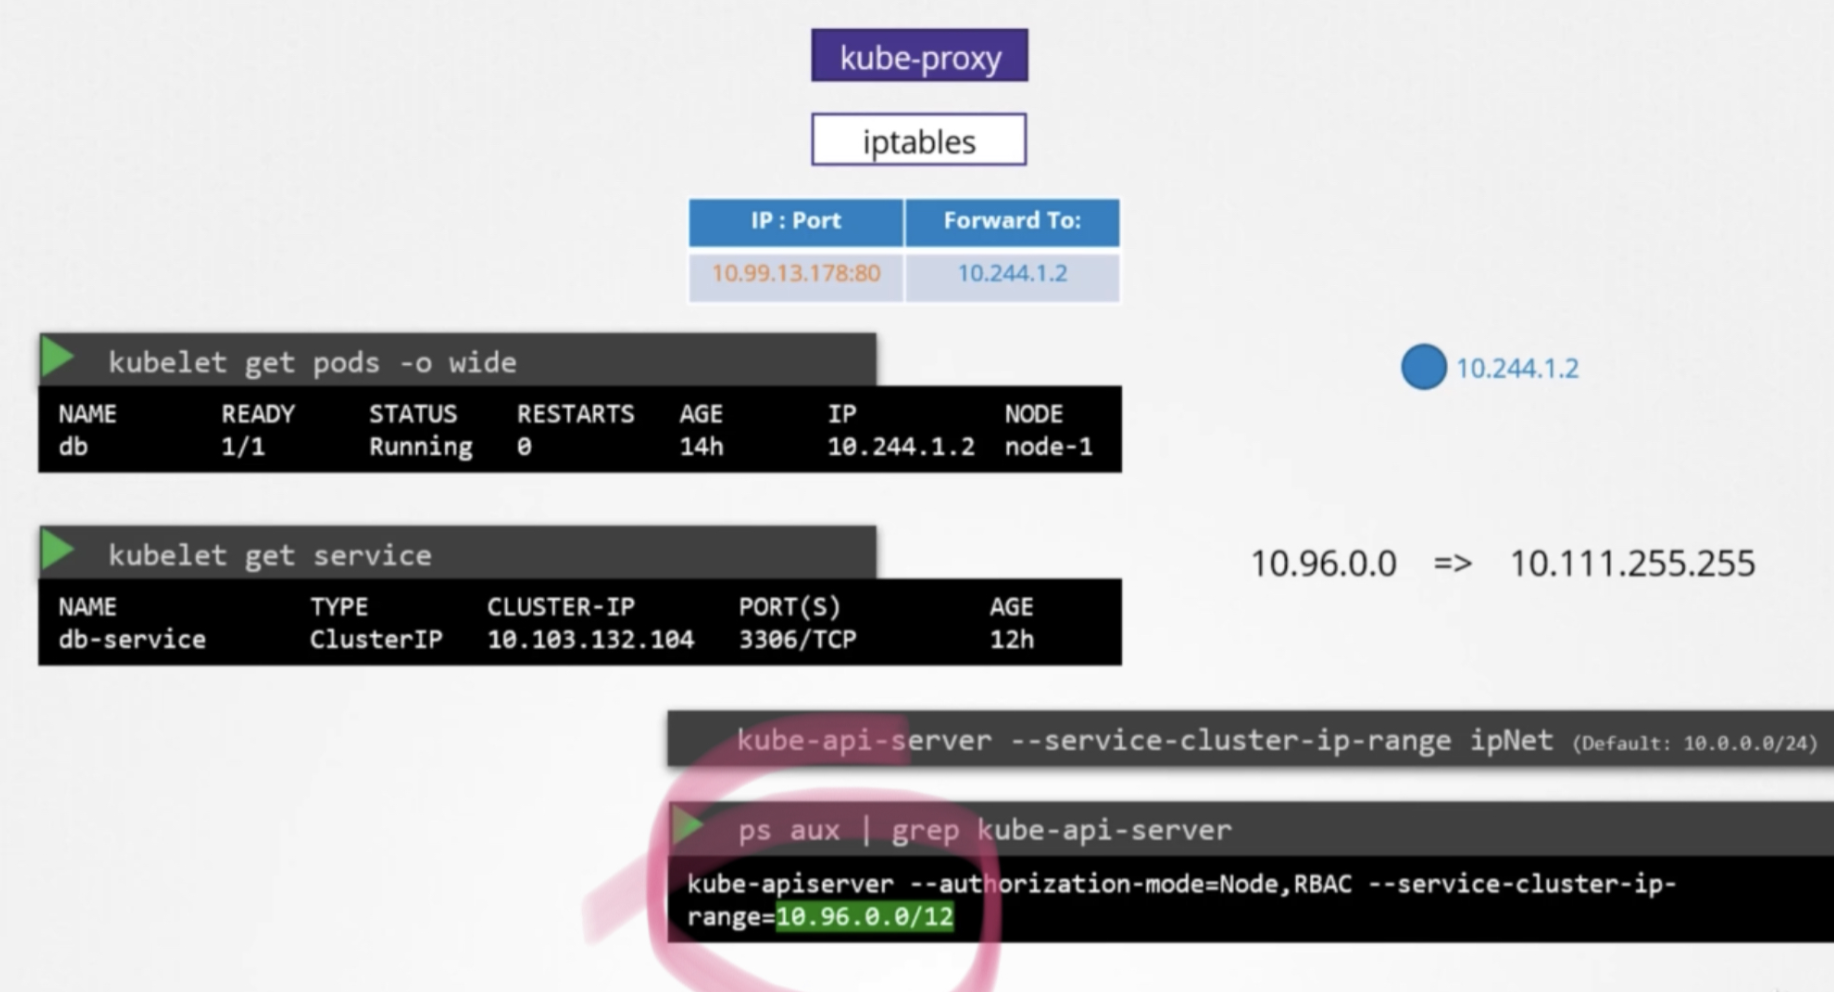 kube-proxy
iptables
IP : Port Forward To:
10.99.13.178:80 10.244.1.2
kubelet get pods -o wide
NAME READY STATUS RESTARTS AGE IP NODE
db 1/1 Running 0 14h 10.244.1.2 node-1
10.244.1.2
kubelet get service
NAME TYPE CLUSTER-IP PORT(S) AGE
db-service ClusterIP 10.103.132.104 3306/TCP 12h
10.96.0.0 => 10.111.255.255
kube-api-server --service-cluster-ip-range ipNet (Default: 10.0.0.0/24)
ps aux | grep kube-api-server
kube-apiserver --authorization-mode=Node,RBAC --service-cluster-ip-
range=10.96.0.0/12